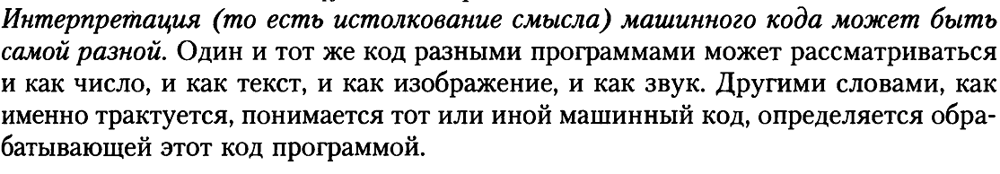 Интерпретация (то есть истолкование смысла) машинного кода может быть
самой разной. Один и тот же код разными программами может рассматриваться
и как число, и как текст, и как изображение, и как звук. Другими словами, как
именно трактуется, понимается тот или иной машинный код, определяется обра-
батывающей этот код программой.